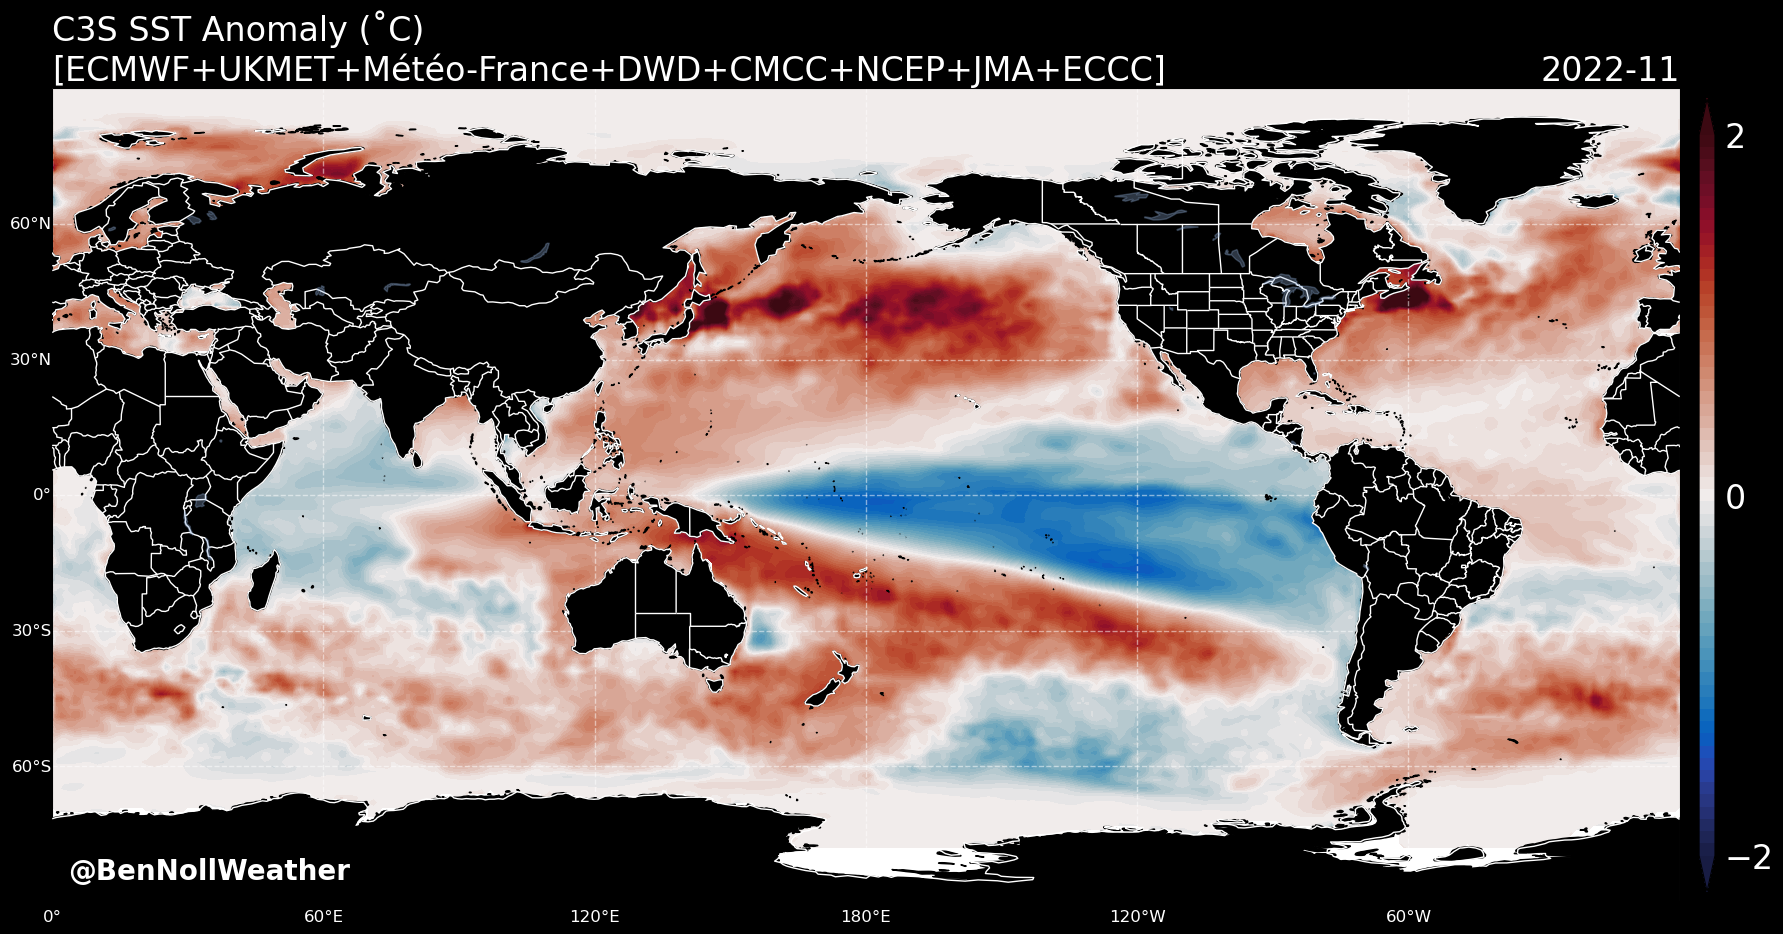 C3S SST Anomaly (˚C)
[ECMWF+UKMET+Météo-France+DWD+CMCC+NCEP+JMA+ECCC]
2022-11
2
60°N
30°N
0
0°
30°S
60°S
−2
@BenNollWeather
0°
60°E
120°E
180°E
120°W
60°W